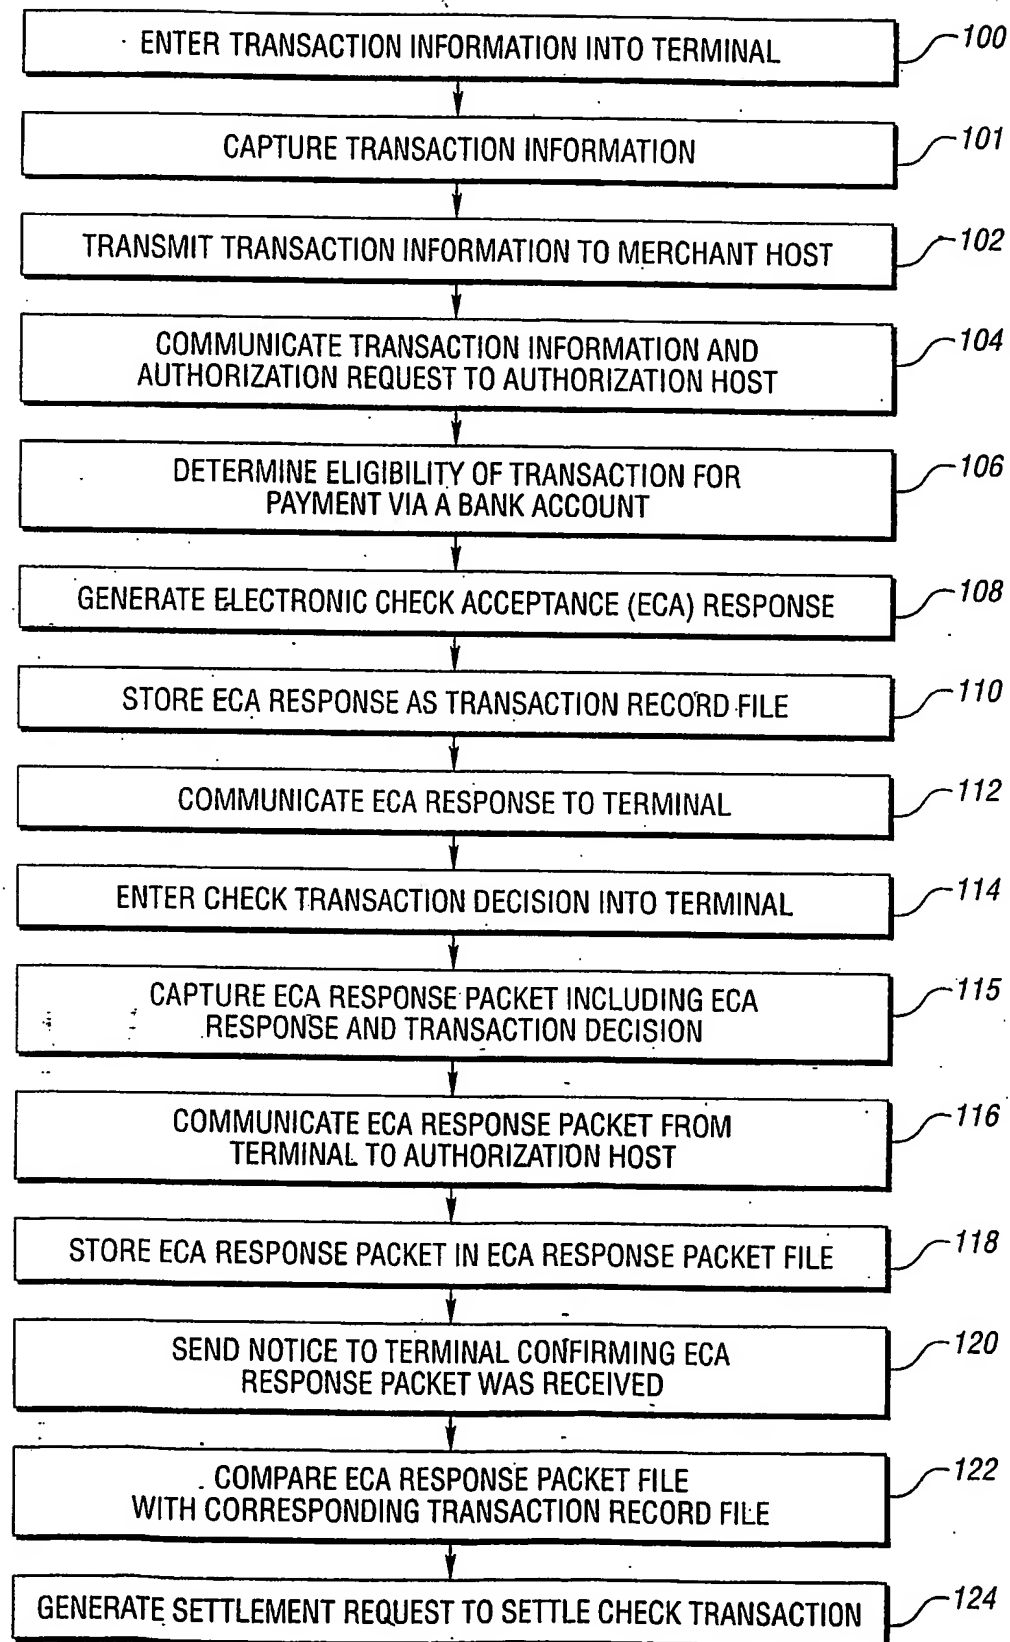 ENTER TRANSACTION INFORMATION INTO TERMINAL
100
CAPTURE TRANSACTION INFORMATION
101
TRANSMIT TRANSACTION INFORMATION TO MERCHANT HOST
102
COMMUNICATE TRANSACTION INFORMATION AND
AUTHORIZATION REQUEST TO AUTHORIZATION HOST
104
DETERMINE ELIGIBILITY OF TRANSACTION FOR
PAYMENT VIA A BANK ACCOUNT
106
GENERATE ELECTRONIC CHECK ACCEPTANCE (ECA) RESPONSE
108
STORE ECA RESPONSE AS TRANSACTION RECORD FILE
110
COMMUNICATE ECA RESPONSE TO TERMINAL
112
ENTER CHECK TRANSACTION DECISION INTO TERMINAL
114
CAPTURE ECA RESPONSE PACKET INCLUDING ECA
RESPONSE AND TRANSACTION DECISION
115
COMMUNICATE ECA RESPONSE PACKET FROM
TERMINAL TO AUTHORIZATION HOST
116
STORE ECA RESPONSE PACKET IN ECA RESPONSE PACKET FILE
118
SEND NOTICE TO TERMINAL CONFIRMING ECA
RESPONSE PACKET WAS RECEIVED
120
COMPARE ECA RESPONSE PACKET FILE
WITH CORRESPONDING TRANSACTION RECORD FILE
122
GENERATE SETTLEMENT REQUEST TO SETTLE CHECK TRANSACTION
124